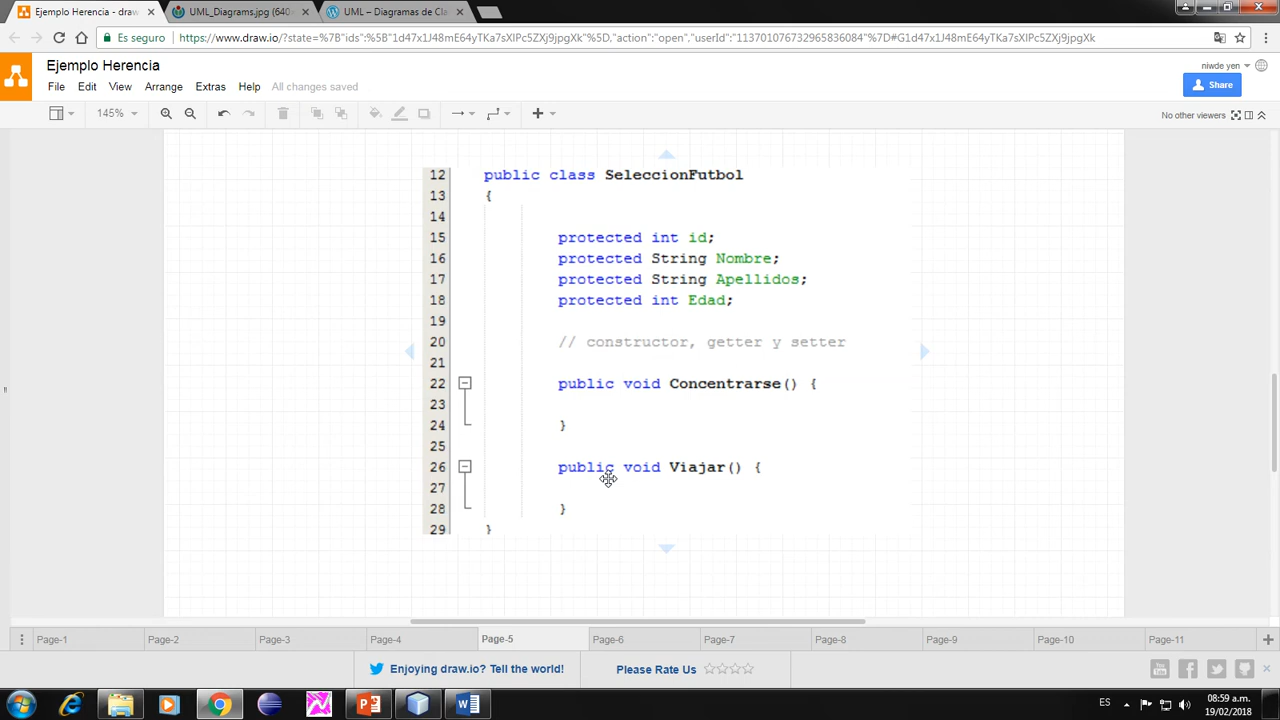 Ejemplo Herencia - draw
UML_Diagrams.jpg (640×
UML – Diagramas de Cla
Es seguro
https://www.draw.io/?state=%7B"ids"%3A%5B"1d47x1J48mE64yTKa7sXIPc5ZXj9jpgXk"%5D,"action":"open","userId":"113701076732965836084"%7D#G1d47x1J48mE64yTKa7sXIPc5ZXj9jpgXk
Ejemplo Herencia
niwde yen
File Edit View Arrange Extras Help All changes saved
Share
145%
No other viewers
12 public class SeleccionFutbol
13 {
14
15 protected int id;
16 protected String Nombre;
17 protected String Apellidos;
18 protected int Edad;
19
20 // constructor, getter y setter
21
22 public void Concentrarse() {
23
24 }
25
26 public void Viajar() {
27
28 }
29 }
Page-1 Page-2 Page-3 Page-4 Page-5 Page-6 Page-7 Page-8 Page-9 Page-10 Page-11
Enjoying draw.io? Tell the world! Please Rate Us
ES 08:59 a.m.
19/02/2018